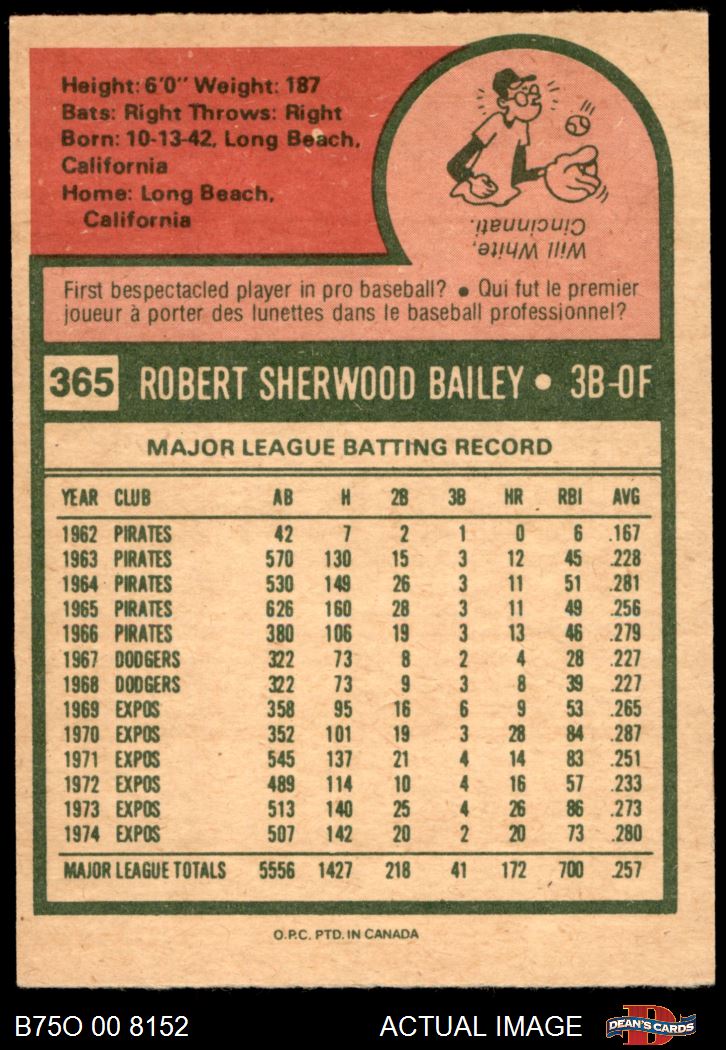 Height: 6'0" Weight: 187
Bats: Right Throws: Right
Born: 10-13-42, Long Beach,
California
Home: Long Beach,
California
Will White,
Cincinnati.
First bespectacled player in pro baseball? • Qui fut le premier
joueur à porter des lunettes dans le baseball professionnel?
365 ROBERT SHERWOOD BAILEY • 3B-OF
MAJOR LEAGUE BATTING RECORD
YEAR CLUB AB H 2B 3B HR RBI AVG
1962 PIRATES 42 7 2 1 0 6 .167
1963 PIRATES 570 130 15 3 12 45 .228
1964 PIRATES 530 149 26 3 11 51 .281
1965 PIRATES 626 160 28 3 11 49 .256
1966 PIRATES 380 106 19 3 13 46 .279
1967 DODGERS 322 73 8 2 4 28 .227
1968 DODGERS 322 73 9 3 8 39 .227
1969 EXPOS 358 95 16 6 9 53 .265
1970 EXPOS 352 101 19 3 28 84 .287
1971 EXPOS 545 137 21 4 14 83 .251
1972 EXPOS 489 114 10 4 16 57 .233
1973 EXPOS 513 140 25 4 26 86 .273
1974 EXPOS 507 142 20 2 20 73 .280
MAJOR LEAGUE TOTALS 5556 1427 218 41 172 700 .257
O.P.C. PTD. IN CANADA
B75O 00 8152 ACTUAL IMAGE D DEAN'S CARDS